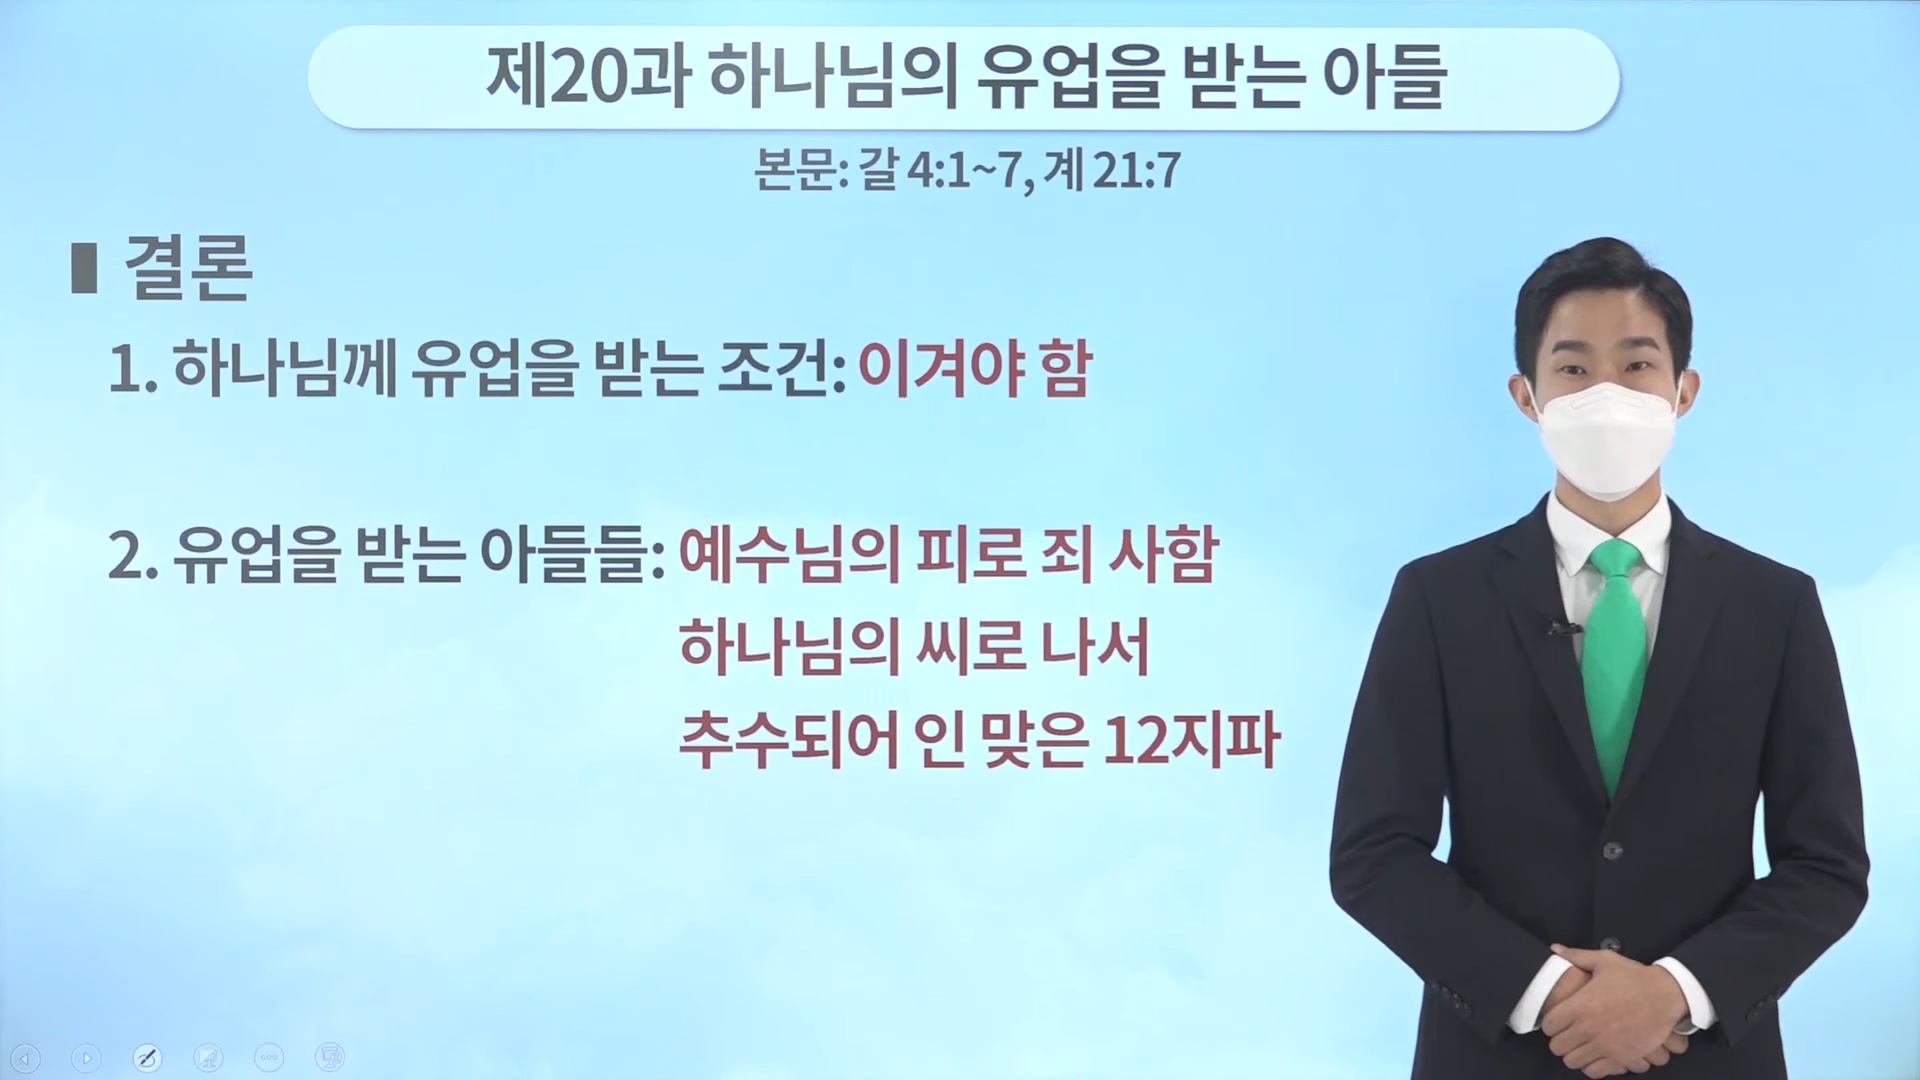 제20과 하나님의 유업을 받는 아들
본문: 갈 4:1~7, 계 21:7
결론
1. 하나님께 유업을 받는 조건: 이겨야 함
2. 유업을 받는 아들들: 예수님의 피로 죄 사함
하나님의 씨로 나서
추수되어 인 맞은 12지파